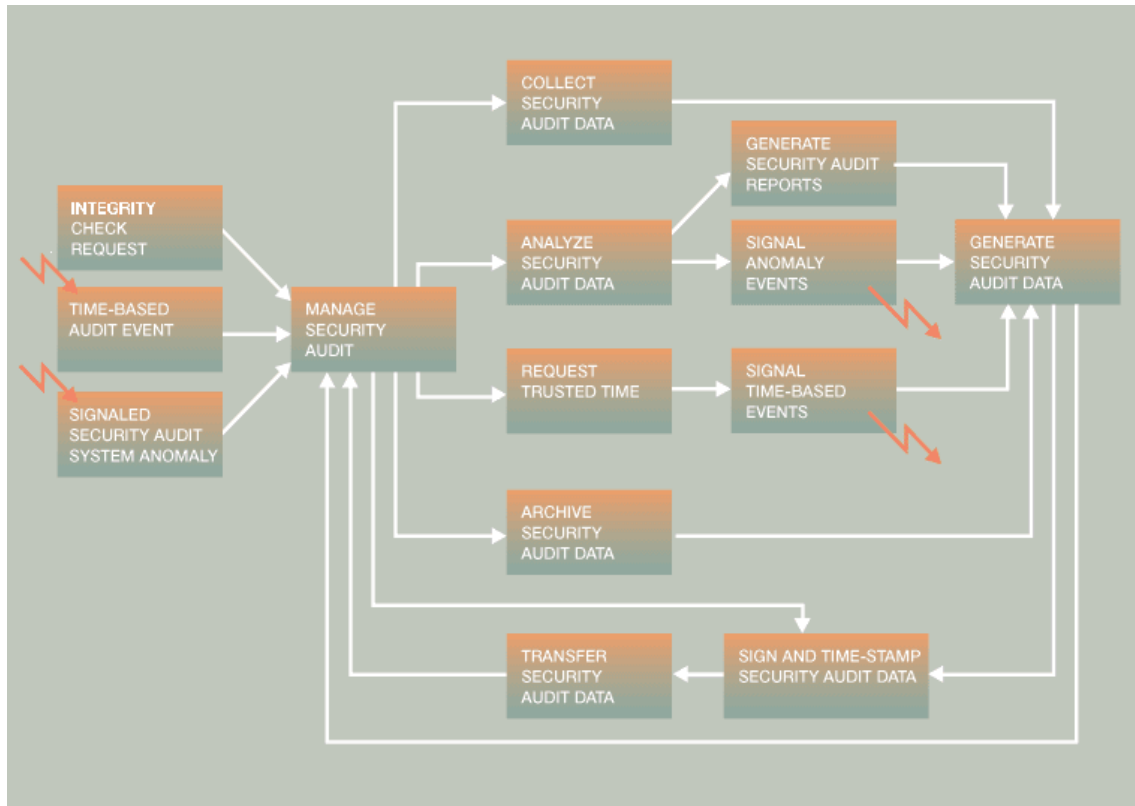 COLLECT
SECURITY
AUDIT DATA
GENERATE
SECURITY AUDIT
REPORTS
INTEGRITY
CHECK
REQUEST
ANALYZE
SECURITY
AUDIT DATA
SIGNAL
ANOMALY
EVENTS
GENERATE
SECURITY
AUDIT DATA
TIME-BASED
AUDIT EVENT
MANAGE
SECURITY
AUDIT
REQUEST
TRUSTED TIME
SIGNAL
TIME-BASED
EVENTS
SIGNALED
SECURITY AUDIT
SYSTEM ANOMALY
ARCHIVE
SECURITY
AUDIT DATA
TRANSFER
SECURITY
AUDIT DATA
SIGN AND TIME-STAMP
SECURITY AUDIT DATA